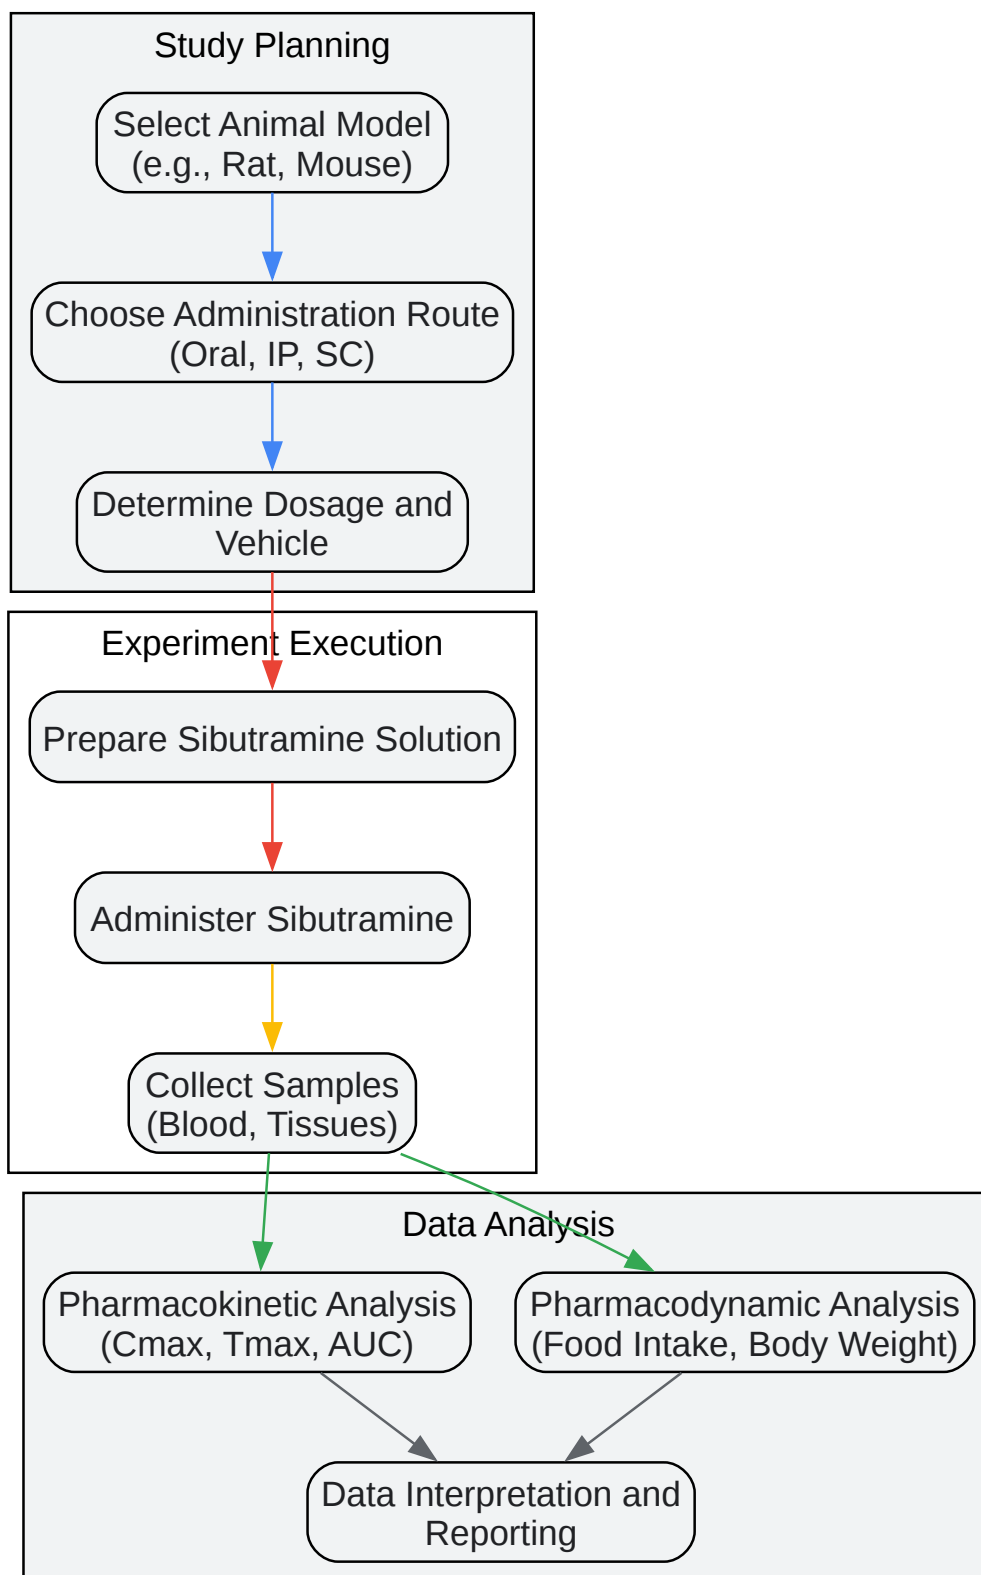 Study Planning
Select Animal Model
(e.g., Rat, Mouse)
Choose Administration Route
(Oral, IP, SC)
Determine Dosage and
Vehicle
Experiment Execution
Prepare Sibutramine Solution
Administer Sibutramine
Collect Samples
(Blood, Tissues)
Data Analysis
Pharmacokinetic Analysis
(Cmax, Tmax, AUC)
Pharmacodynamic Analysis
(Food Intake, Body Weight)
Data Interpretation and
Reporting